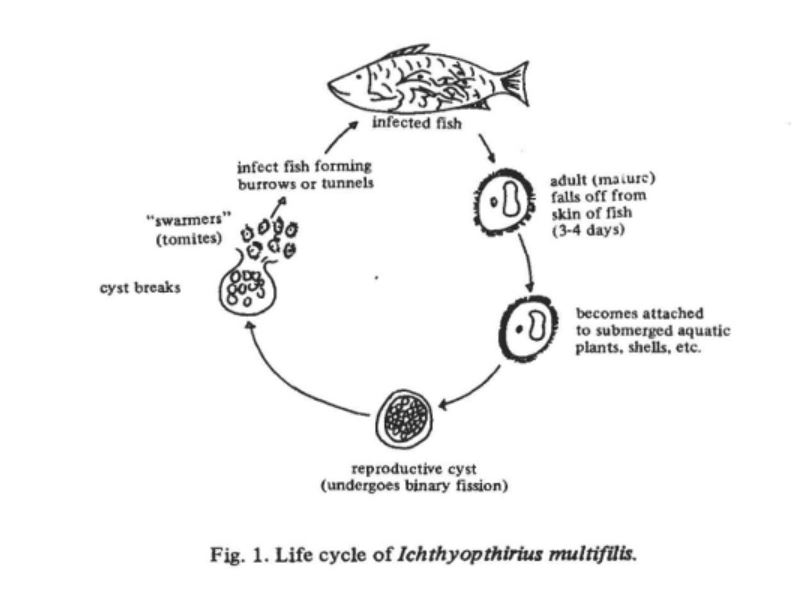 infected fish
adult (mature)
falls off from
skin of fish
(3-4 days)
becomes attached
to submerged aquatic
plants, shells, etc.
reproductive cyst
(undergoes binary fission)
cyst breaks
"swarmers"
(tomites)
infect fish forming
burrows or tunnels
Fig. 1. Life cycle of Ichthyopthirius multifilis.